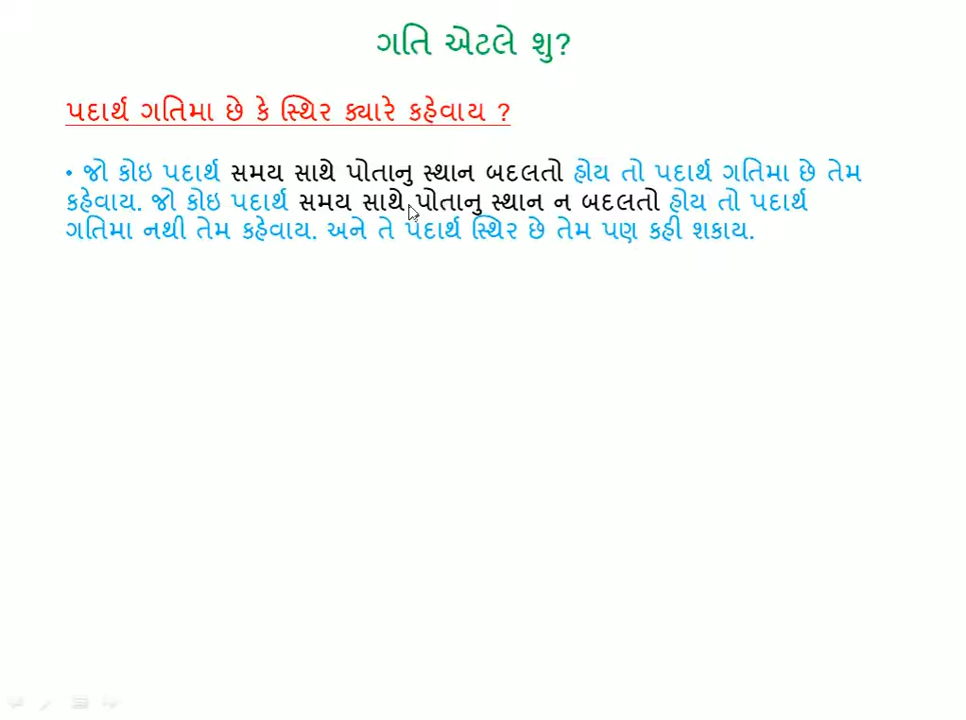 ગતિ એટલે શુ?
પદાર્થ ગતિમા છે કે સ્થિર ક્યારે કહેવાય ?
• જો કોઇ પદાર્થ સમય સાથે પોતાનુ સ્થાન બદલતો હોય તો પદાર્થ ગતિમા છે તેમ
કહેવાય. જો કોઇ પદાર્થ સમય સાથે પોતાનુ સ્થાન ન બદલતો હોય તો પદાર્થ
ગતિમા નથી તેમ કહેવાય. અને તે પદાર્થ સ્થિર છે તેમ પણ કહી શકાય.